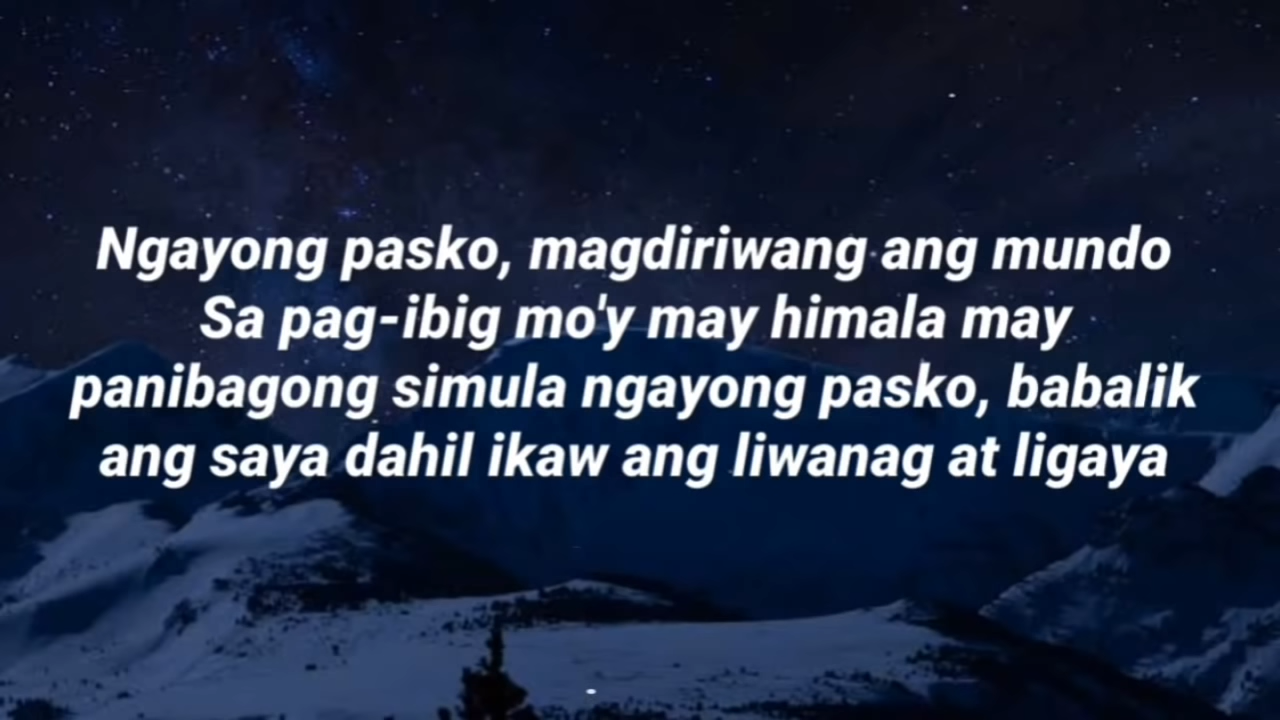 Ngayong pasko, magdiriwang ang mundo
Sa pag-ibig mo'y may himala may
panibagong simula ngayong pasko, babalik
ang saya dahil ikaw ang liwanag at ligaya